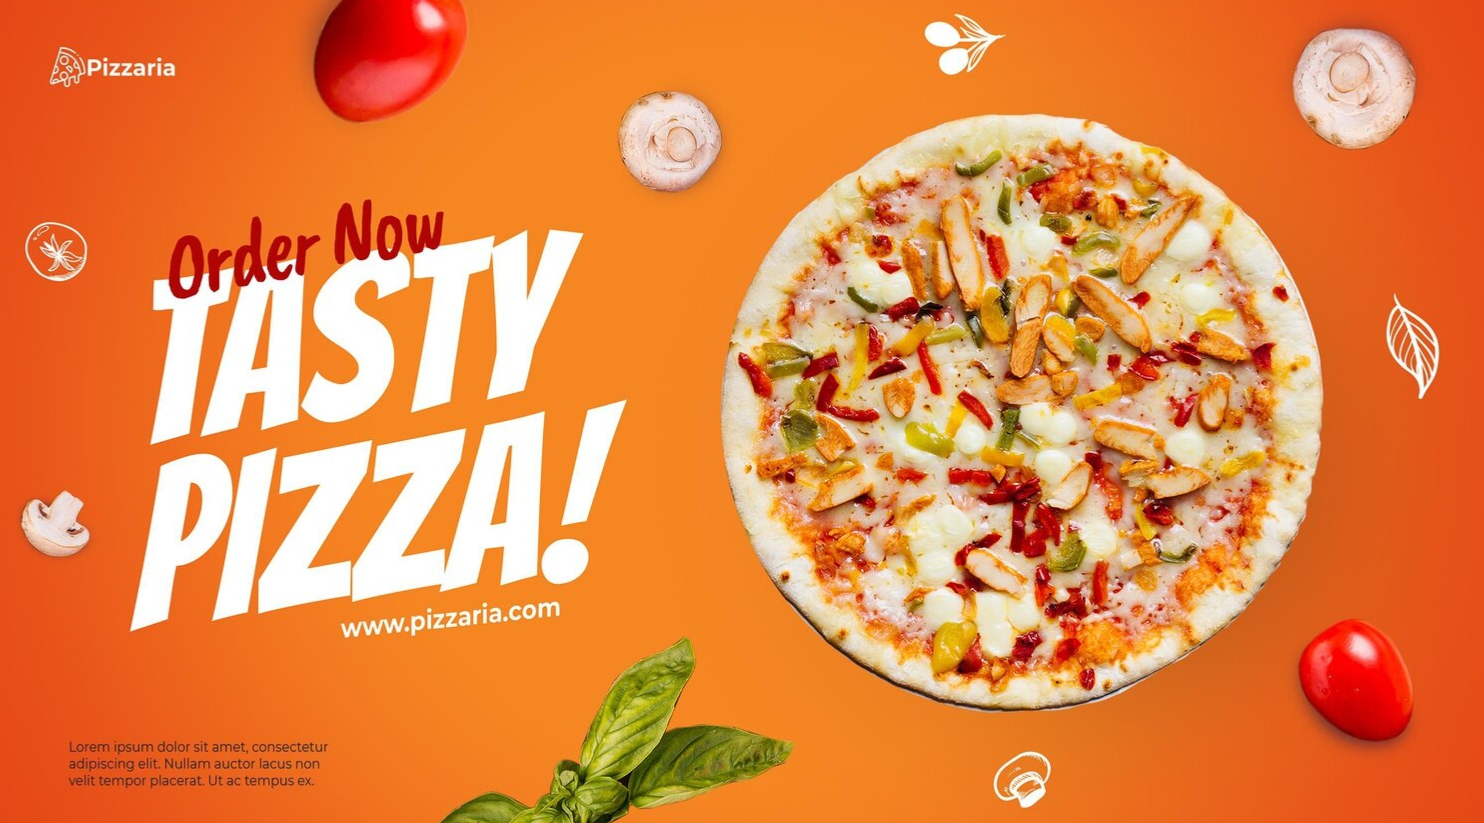 Pizzaria
Order Now
TASTY
PIZZA!
www.pizzaria.com
Lorem ipsum dolor sit amet, consectetur
adipiscing elit. Nullam auctor lacus non
velit tempor placerat. Ut ac tempus ex.